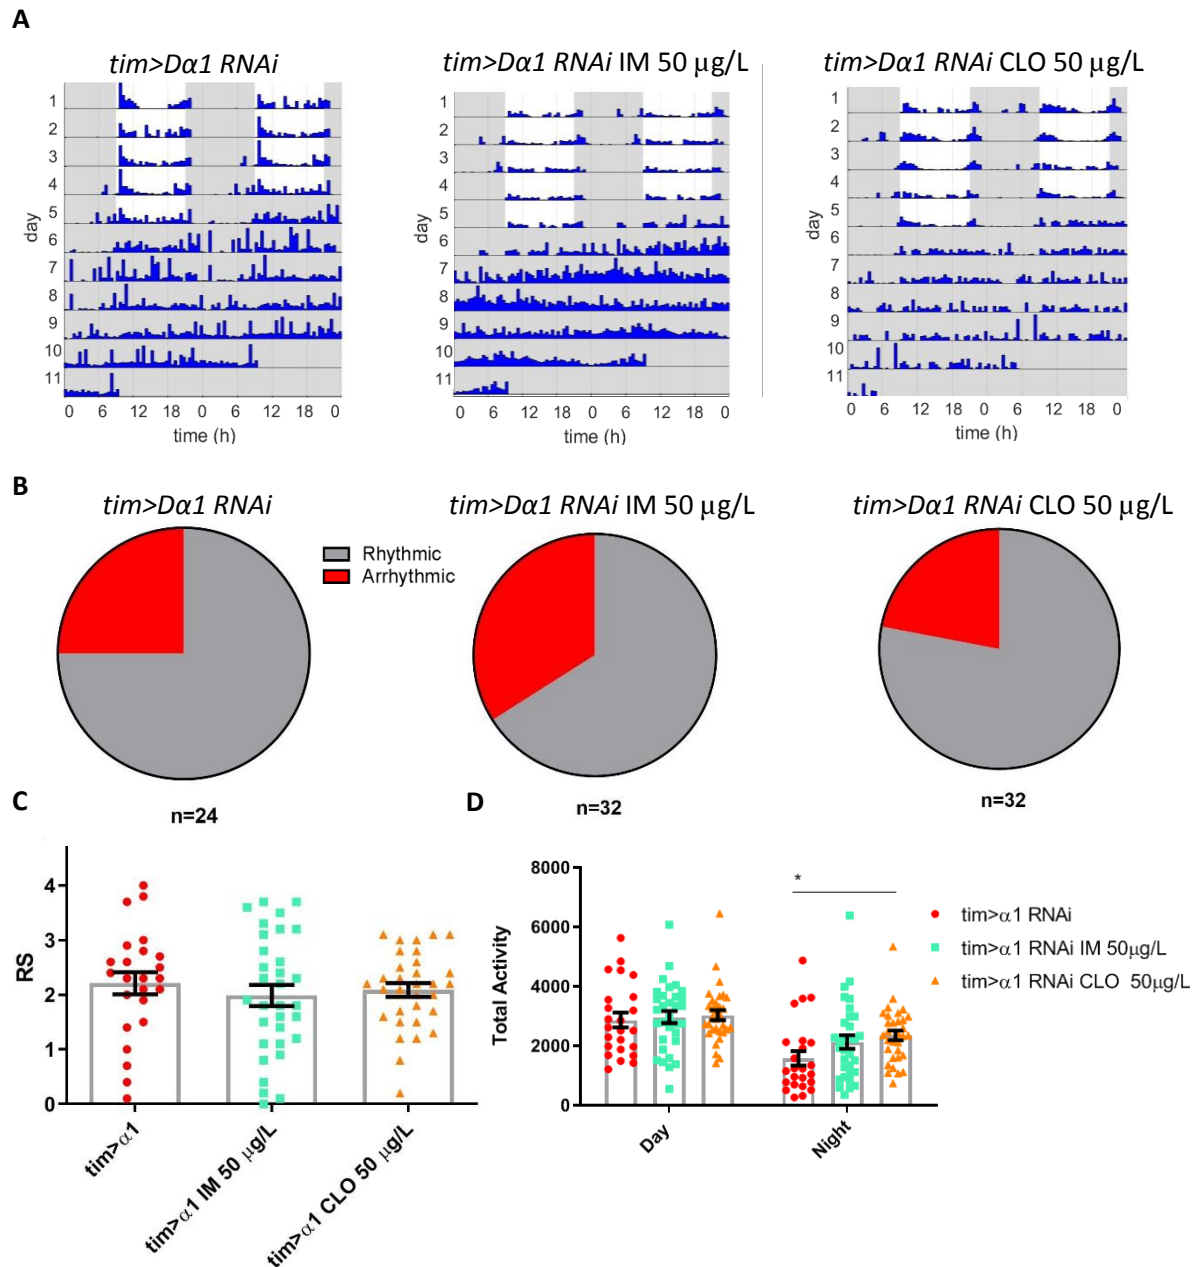 A
tim>Dα1 RNAi
tim>Dα1 RNAi IM 50 μg/L
tim>Dα1 RNAi CLO 50 μg/L
day
1
2
3
4
5
6
7
8
9
10
11
0 6 12 18 0 6 12 18 0
time (h)
day
1
2
3
4
5
6
7
8
9
10
11
0 6 12 18 0 6 12 18 0
time (h)
day
1
2
3
4
5
6
7
8
9
10
11
0 6 12 18 0 6 12 18 0
time (h)
B
tim>Dα1 RNAi
tim>Dα1 RNAi IM 50 μg/L
tim>Dα1 RNAi CLO 50 μg/L
Rhythmic
Arrhythmic
n=24
n=32
n=32
C
RS
4
3
2
1
0
tim>α1
tim>α1 IM 50 μg/L
tim>α1 CLO 50 μg/L
D
Total Activity
8000
6000
4000
2000
0
*
Day
Night
tim>α1 RNAi
tim>α1 RNAi IM 50μg/L
tim>α1 RNAi CLO 50μg/L